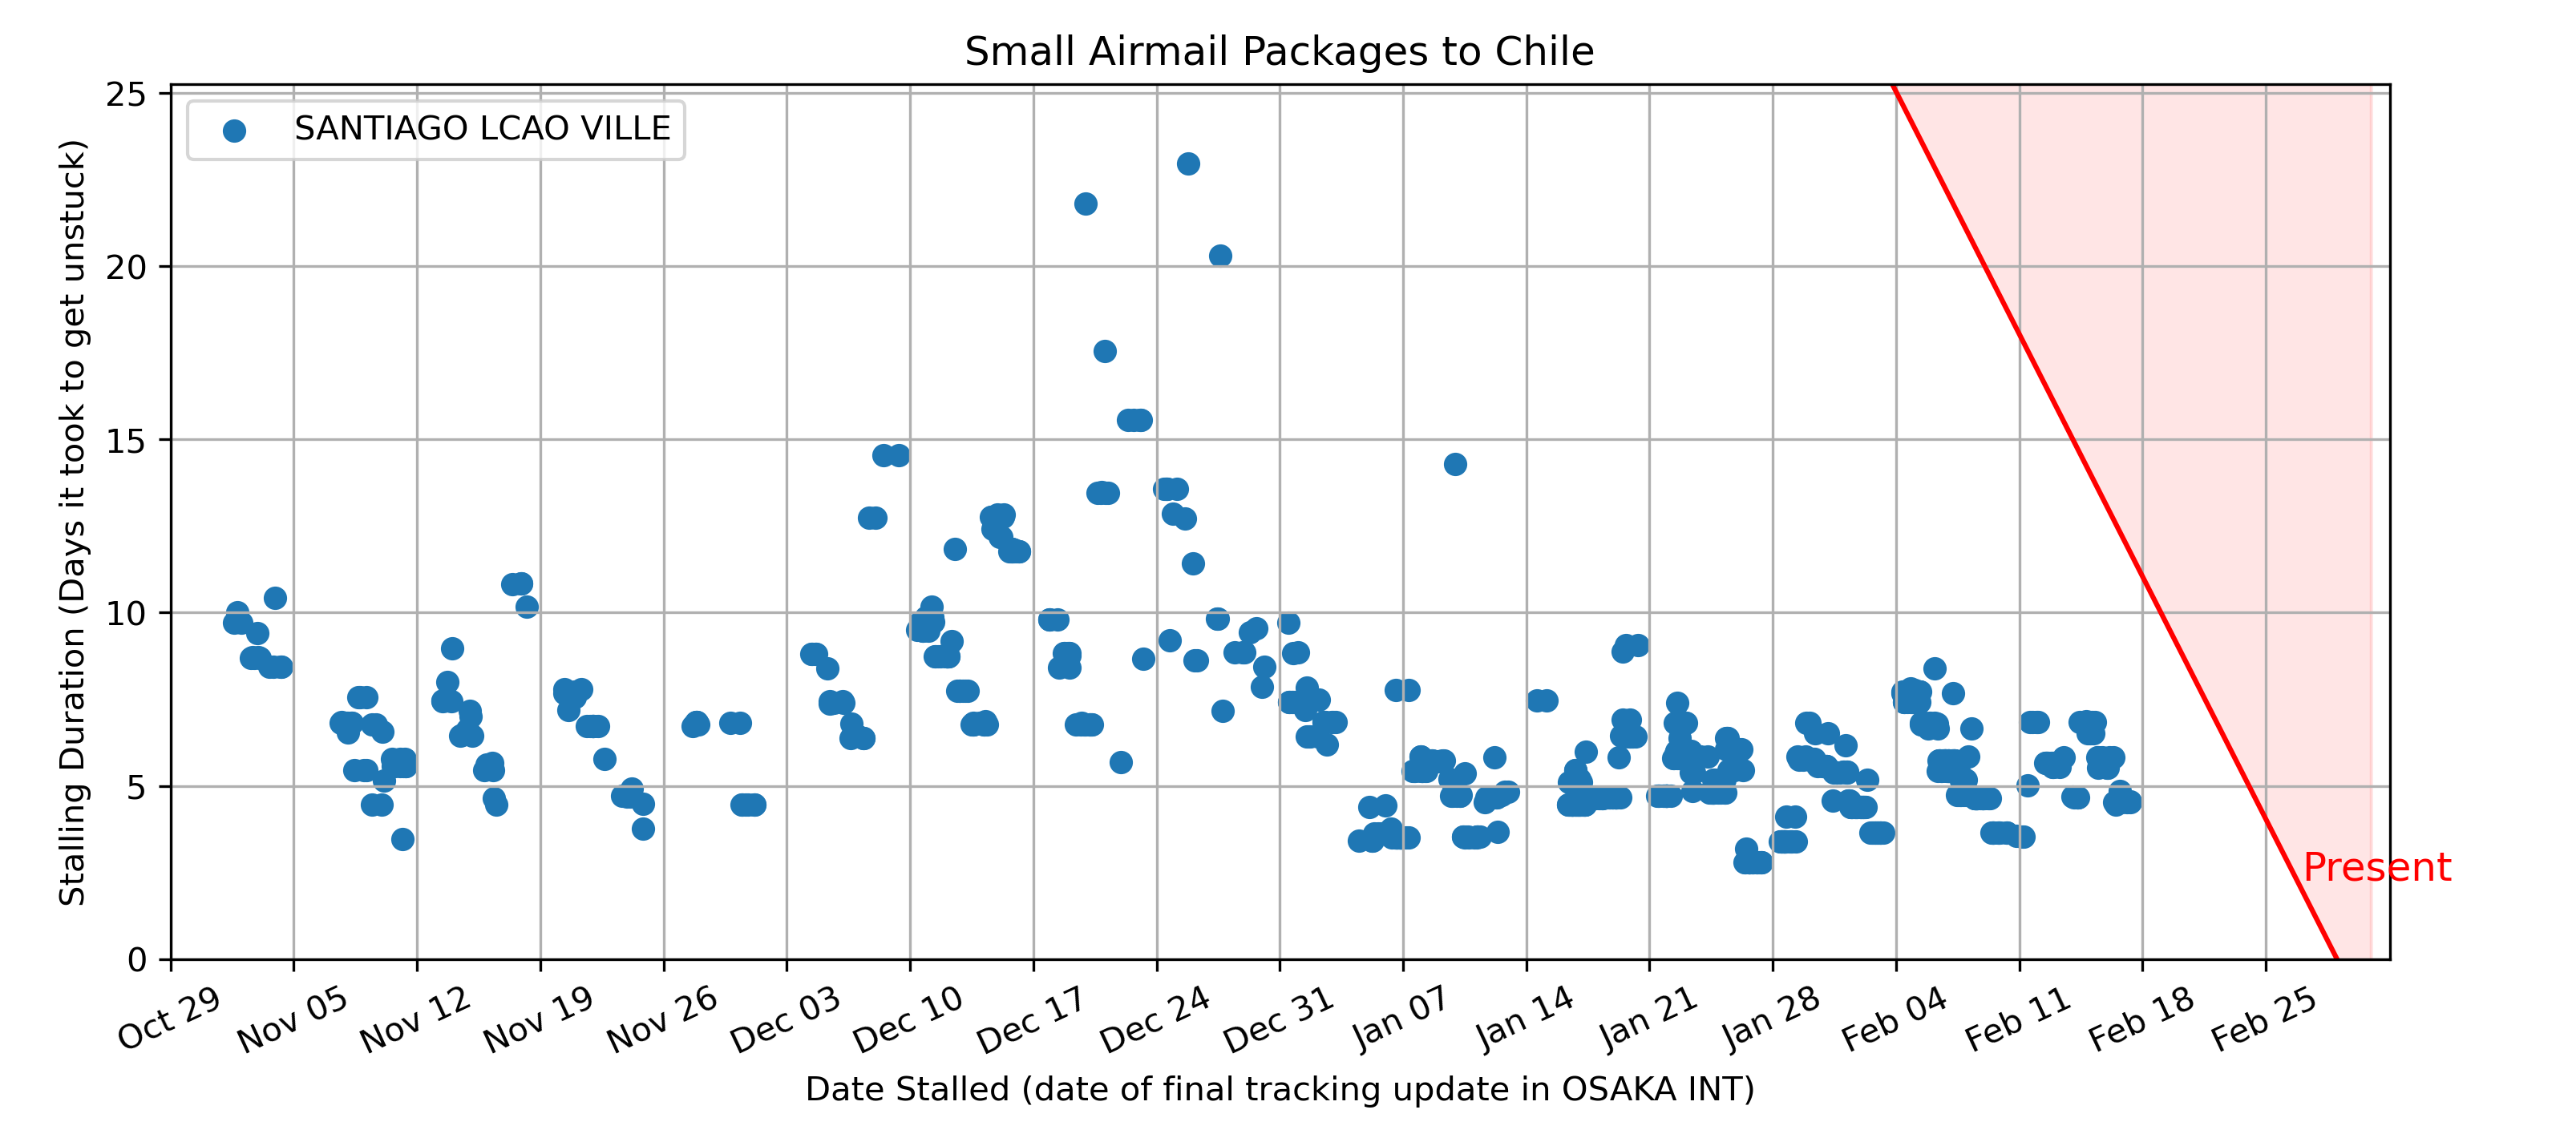 Small Airmail Packages to Chile
SANTIAGO LCAO VILLE
Stalling Duration (Days it took to get unstuck)
25
20
15
10
5
0
Present
Oct 29
Nov 05
Nov 12
Nov 19
Nov 26
Dec 03
Dec 10
Dec 17
Dec 24
Dec 31
Jan 07
Jan 14
Jan 21
Jan 28
Feb 04
Feb 11
Feb 18
Feb 25
Date Stalled (date of final tracking update in OSAKA INT)